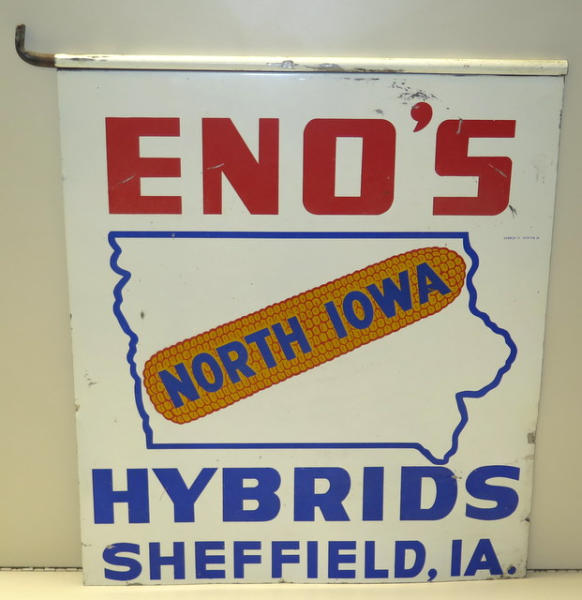 ENO'S
NORTH IOWA
HYBRIDS
SHEFFIELD, IA.